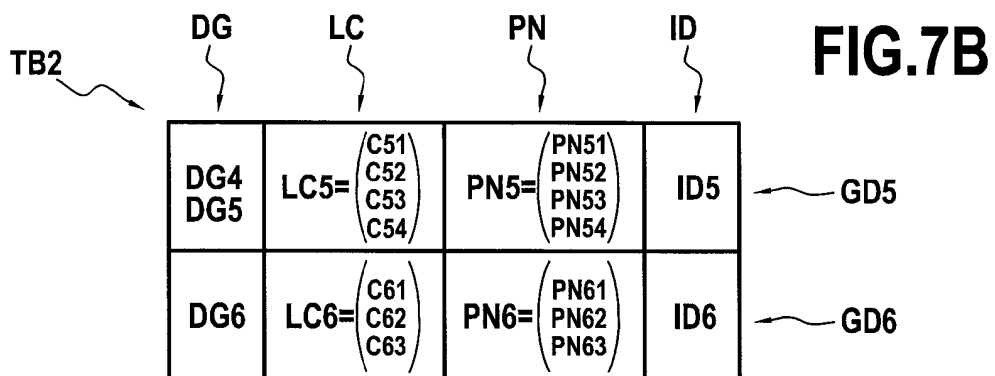 DG LC PN ID
FIG.7B
TB2
DG4
DG5
LC5= (C51
C52
C53
C54)
PN5= (PN51
PN52
PN53
PN54)
ID5
GD5
DG6
LC6= (C61
C62
C63)
PN6= (PN61
PN62
PN63)
ID6
GD6